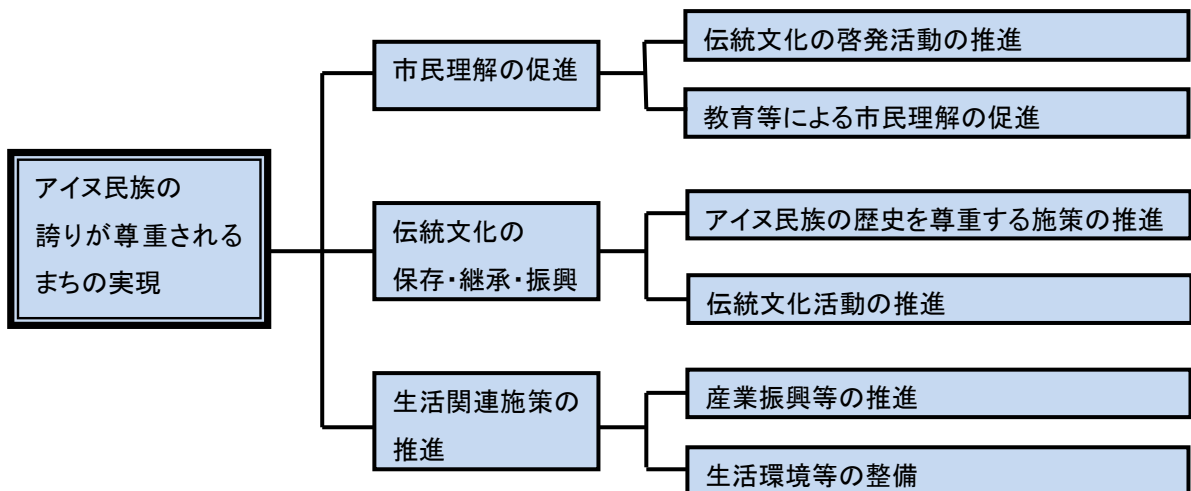 アイヌ民族の
誇りが尊重される
まちの実現
市民理解の促進
伝統文化の啓発活動の推進
教育等による市民理解の促進
伝統文化の
保存・継承・振興
アイヌ民族の歴史を尊重する施策の推進
伝統文化活動の推進
生活関連施策の
推進
産業振興等の推進
生活環境等の整備